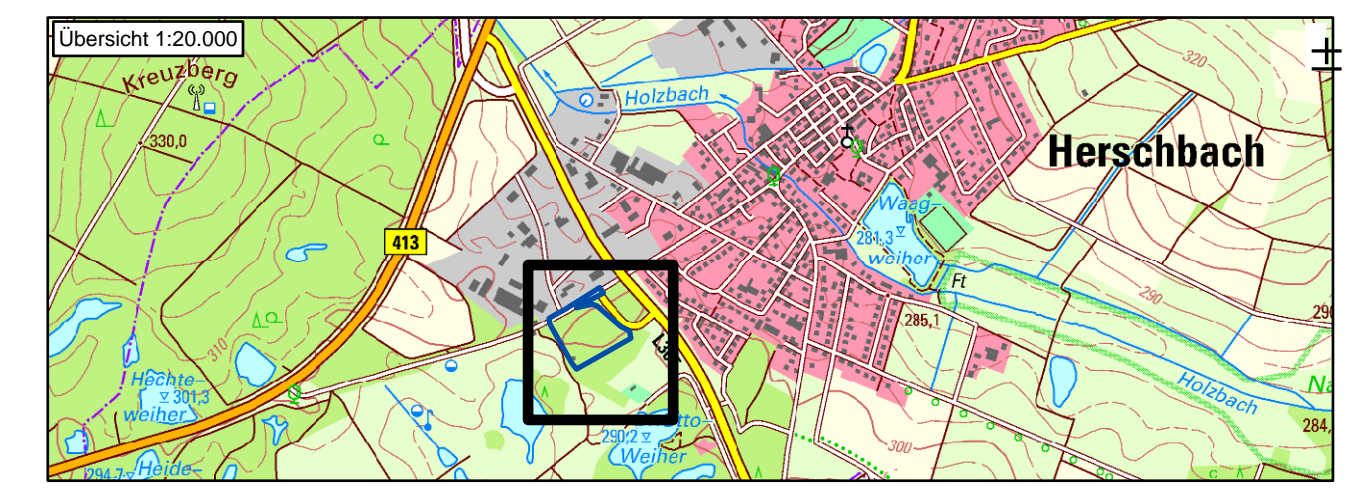 Übersicht 1:20.000
Kreuzberg
330,0
Holzbach
320
Herschbach
413
Waag-
281,3
weiher
Ft
290
285,1
310
Hechte-
301,3
weiher
Holzbach
Na
284,
290,2
Weiher
300
294,7
Heide-